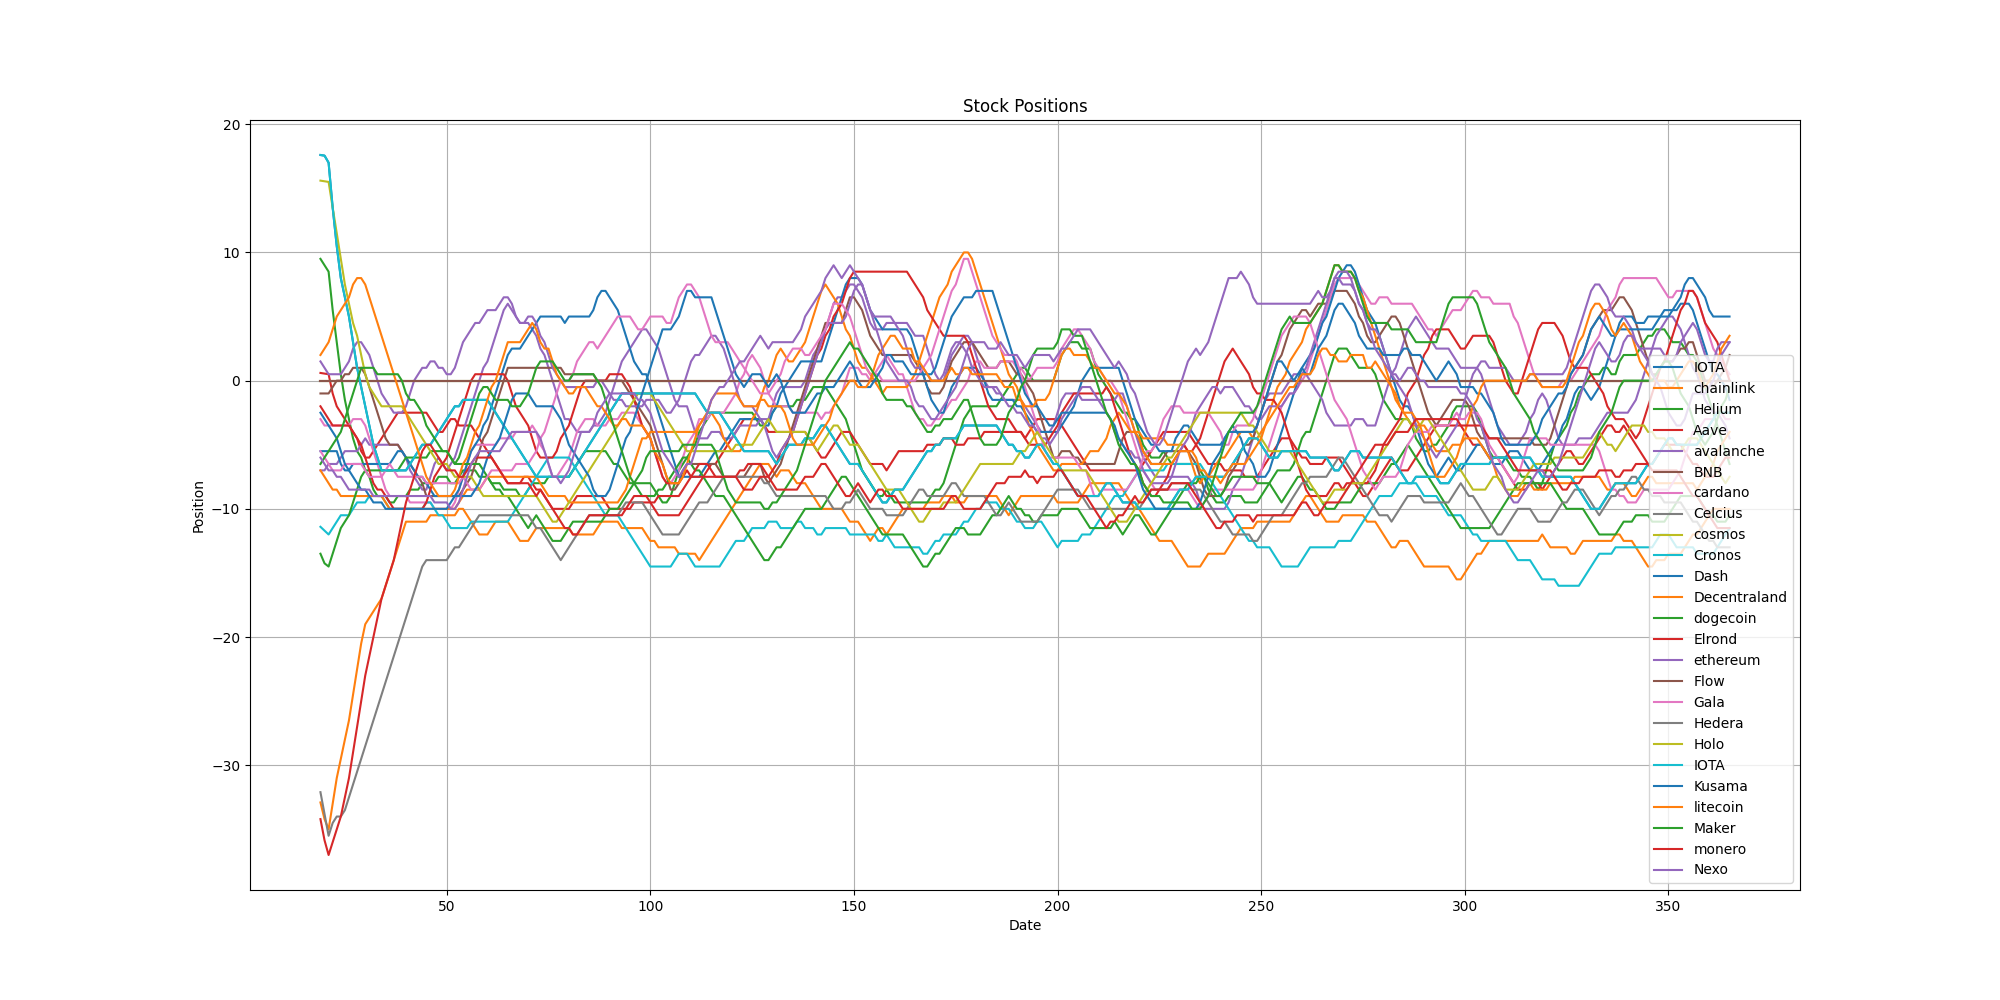 Stock Positions
20
10
0
−10
−20
−30
Position
50
100
150
200
250
300
350
Date
IOTA
chainlink
Helium
Aave
avalanche
BNB
cardano
Celcius
cosmos
Cronos
Dash
Decentraland
dogecoin
Elrond
ethereum
Flow
Gala
Hedera
Holo
IOTA
Kusama
litecoin
Maker
monero
Nexo